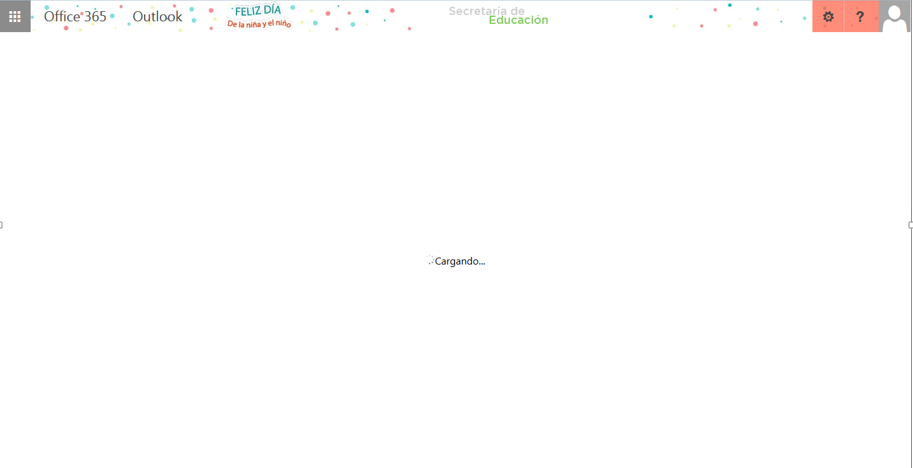 Office 365
Outlook
FELIZ DÍA
De la niña y el niño
Secretaría de
Educación
?
Cargando...